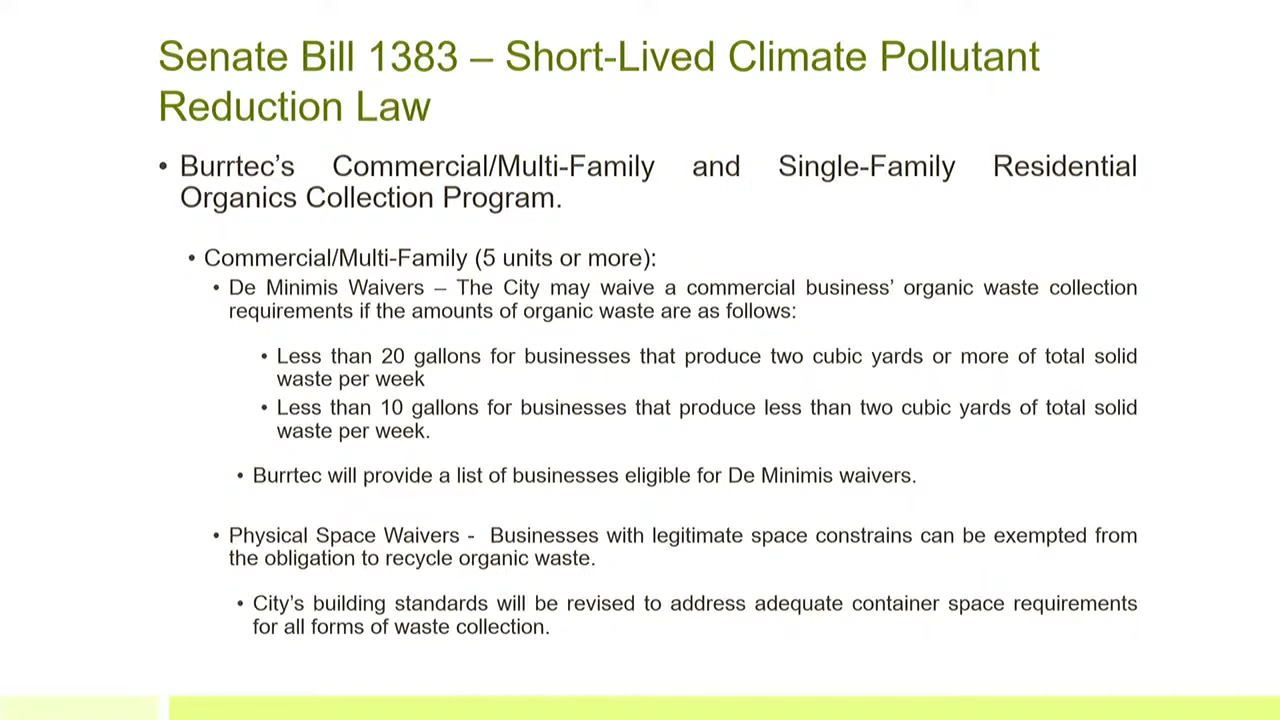 Senate Bill 1383 – Short-Lived Climate Pollutant
Reduction Law
• Burrtec’s Commercial/Multi-Family and Single-Family Residential
Organics Collection Program.
• Commercial/Multi-Family (5 units or more):
• De Minimis Waivers – The City may waive a commercial business’ organic waste collection
requirements if the amounts of organic waste are as follows:
• Less than 20 gallons for businesses that produce two cubic yards or more of total solid
waste per week
• Less than 10 gallons for businesses that produce less than two cubic yards of total solid
waste per week.
• Burrtec will provide a list of businesses eligible for De Minimis waivers.
• Physical Space Waivers - Businesses with legitimate space constrains can be exempted from
the obligation to recycle organic waste.
• City’s building standards will be revised to address adequate container space requirements
for all forms of waste collection.